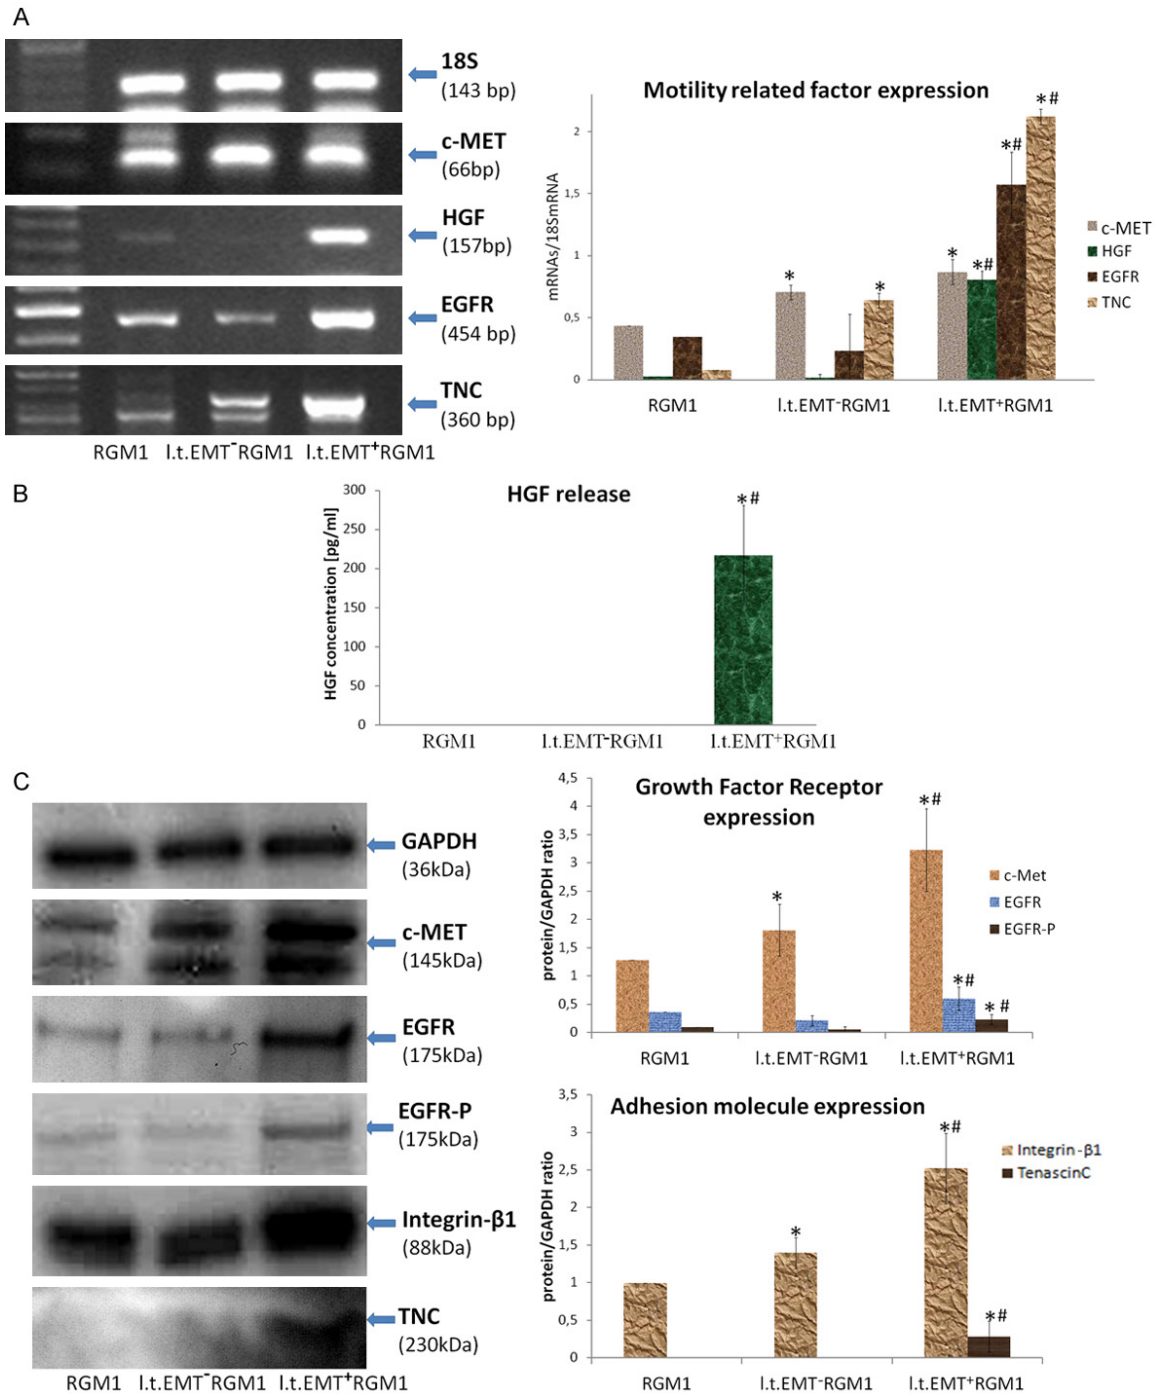 A
18S
(143 bp)
c-MET
(66bp)
HGF
(157bp)
EGFR
(454 bp)
TNC
(360 bp)
RGM1 l.t.EMT⁻RGM1 l.t.EMT⁺RGM1
Motility related factor expression
mRNAs/18SmRNA
2
1,5
1
0,5
0
*
*
*
*#
*#
*#
RGM1 l.t.EMT⁻RGM1 l.t.EMT⁺RGM1
c-MET
HGF
EGFR
TNC
B
HGF release
HGF concentration [pg/ml]
300
250
200
150
100
50
0
*#
RGM1 l.t.EMT⁻RGM1 l.t.EMT⁺RGM1
C
GAPDH
(36kDa)
c-MET
(145kDa)
EGFR
(175kDa)
EGFR-P
(175kDa)
Integrin-β1
(88kDa)
TNC
(230kDa)
RGM1 l.t.EMT⁻RGM1 l.t.EMT⁺RGM1
Growth Factor Receptor
expression
protein/GAPDH ratio
4,5
4
3,5
3
2,5
2
1,5
1
0,5
0
*
*#
*#
* #
RGM1 l.t.EMT⁻RGM1 l.t.EMT⁺RGM1
c-Met
EGFR
EGFR-P
Adhesion molecule expression
protein/GAPDH ratio
3,5
3
2,5
2
1,5
1
0,5
0
*
*#
*#
RGM1 l.t.EMT⁻RGM1 l.t.EMT⁺RGM1
Integrin -β1
TenascinC